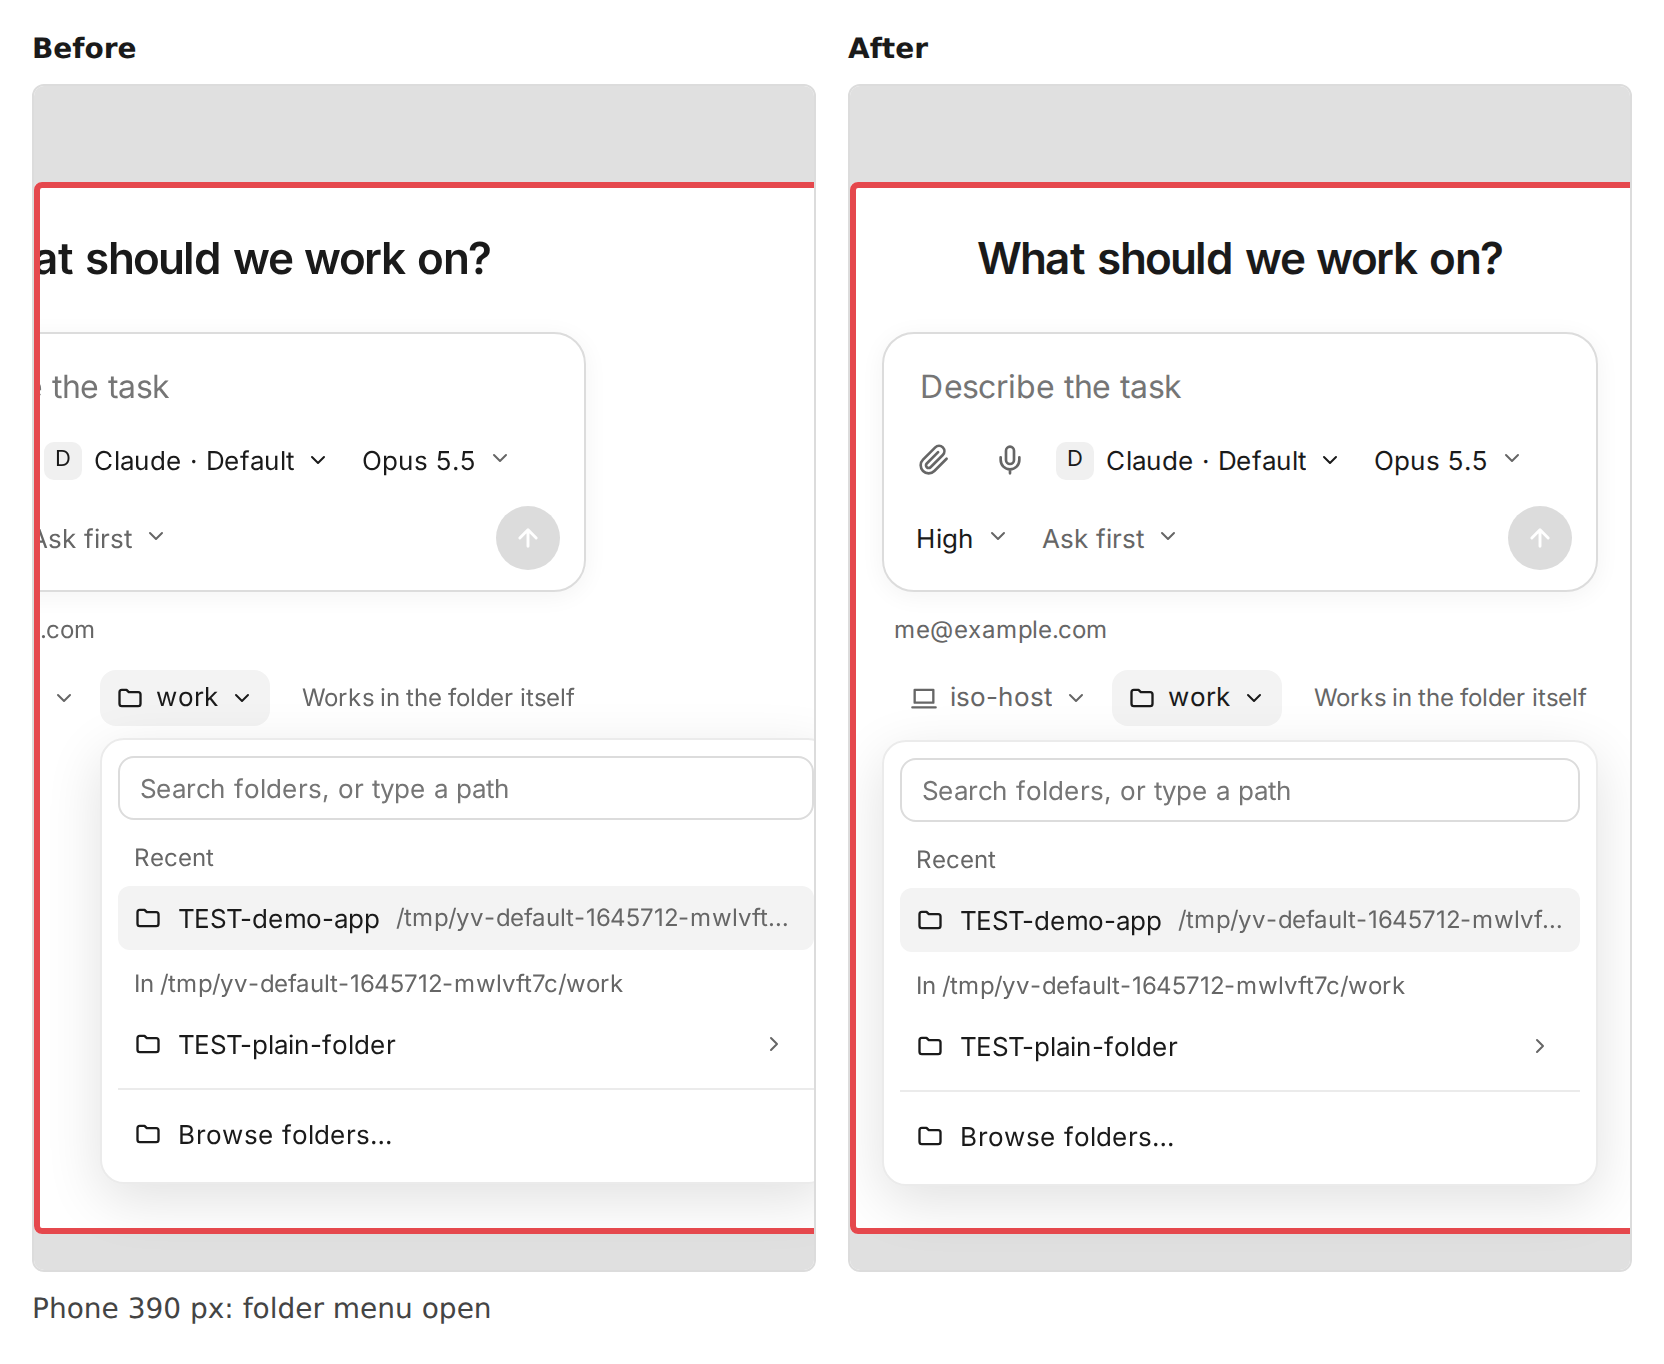 Before
at should we work on?
the task
D Claude · Default Opus 5.5
Ask first
.com
work Works in the folder itself
Search folders, or type a path
Recent
TEST-demo-app /tmp/yv-default-1645712-mwlvft...
In /tmp/yv-default-1645712-mwlvft7c/work
TEST-plain-folder
Browse folders...
After
What should we work on?
Describe the task
D Claude · Default Opus 5.5
High Ask first
me@example.com
iso-host work Works in the folder itself
Search folders, or type a path
Recent
TEST-demo-app /tmp/yv-default-1645712-mwlvf...
In /tmp/yv-default-1645712-mwlvft7c/work
TEST-plain-folder
Browse folders...
Phone 390 px: folder menu open